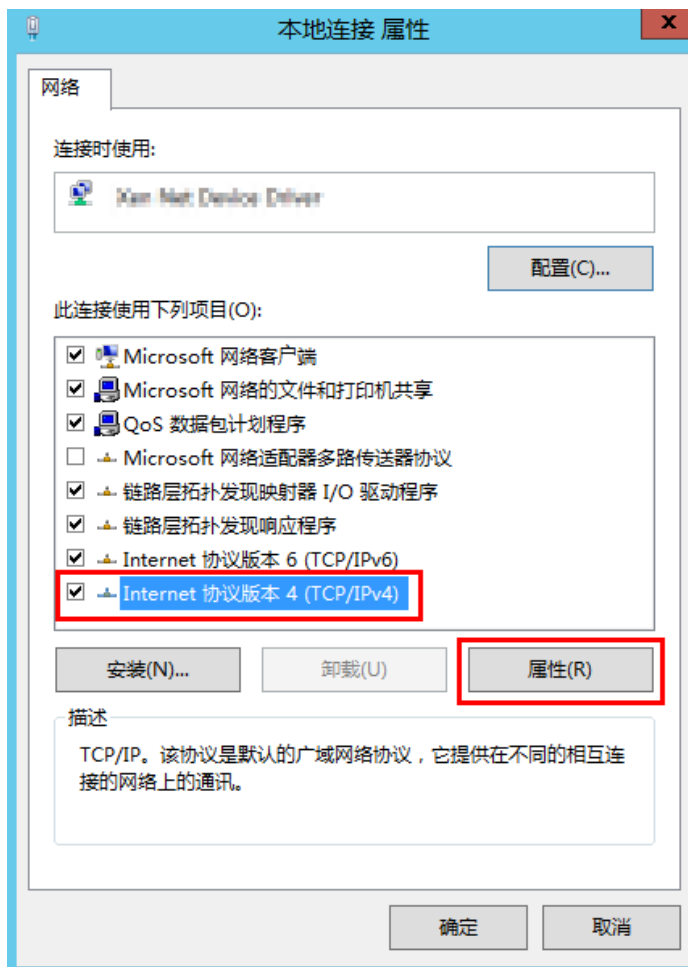 本地连接 属性
x
网络
连接时使用:
Xen Net Device Driver
配置(C)...
此连接使用下列项目(O):
Microsoft 网络客户端
Microsoft 网络的文件和打印机共享
QoS 数据包计划程序
Microsoft 网络适配器多路传送器协议
链路层拓扑发现映射器 I/O 驱动程序
链路层拓扑发现响应程序
Internet 协议版本 6 (TCP/IPv6)
Internet 协议版本 4 (TCP/IPv4)
安装(N)... 卸载(U) 属性(R)
描述
TCP/IP。该协议是默认的广域网络协议，它提供在不同的相互连
接的网络上的通讯。
确定 取消